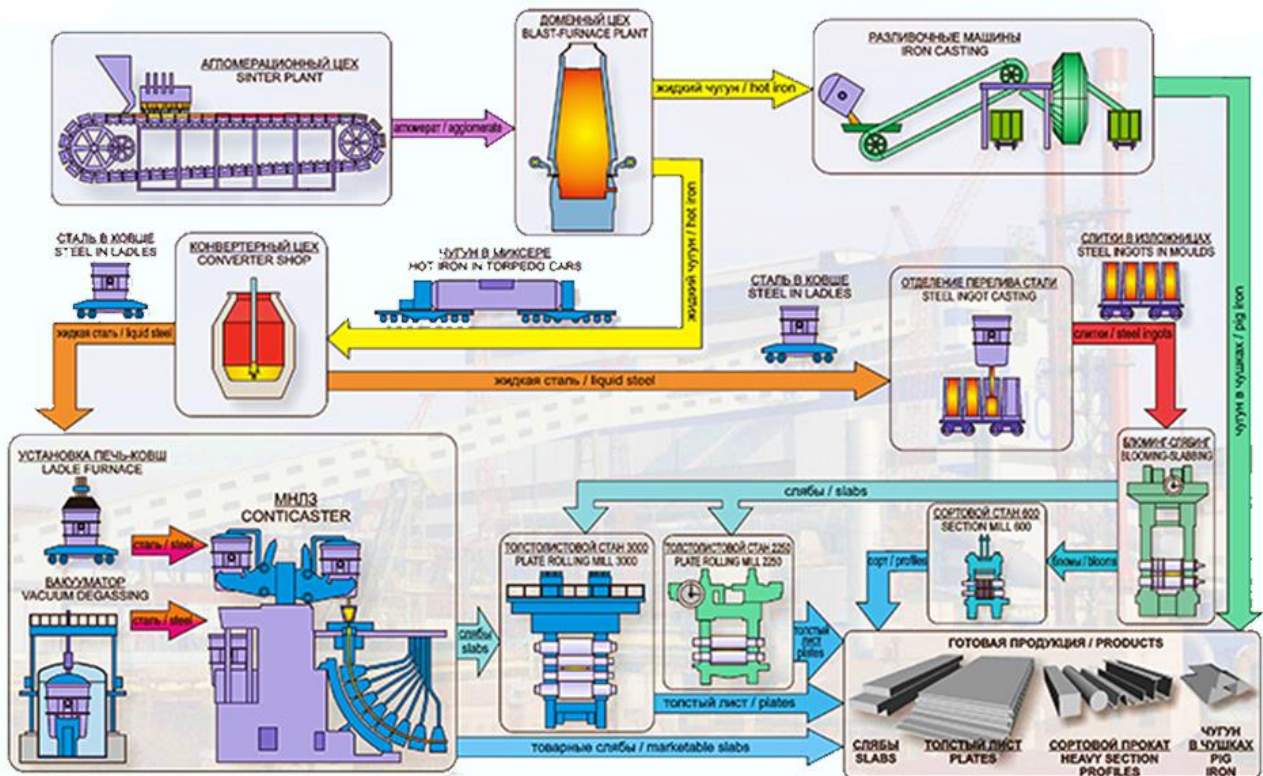 АГЛОМЕРАЦИОННЫЙ ЦЕХ
SINTER PLANT
агломерат / agglomerate
ДОМЕННЫЙ ЦЕХ
BLAST-FURNACE PLANT
жидкий чугун / hot iron
РАЗЛИВОЧНЫЕ МАШИНЫ
IRON CASTING
жидкий чугун / hot iron
чугун в чушках / pig iron
СТАЛЬ В КОВШЕ
STEEL IN LADLES
КОНВЕРТЕРНЫЙ ЦЕХ
CONVERTER SHOP
ЧУГУН В МИКСЕРЕ
HOT IRON IN TORPEDO CARS
СТАЛЬ В КОВШЕ
STEEL IN LADLES
ОТДЕЛЕНИЕ ПЕРЕЛИВА СТАЛИ
STEEL INGOT CASTING
СЛИТКИ В ИЗЛОЖНИЦАХ
STEEL INGOTS IN MOULDS
жидкая сталь / liquid steel
слитки / steel ingots
жидкая сталь / liquid steel
УСТАНОВКА ПЕЧЬ-КОВШ
LADLE FURNACE
МНЛЗ
CONTICASTER
сталь / steel
ВАКУУМАТОР
VACUUM DEGASSING
сталь / steel
слябы
slabs
БЛЮМИНГ-СЛЯБИНГ
BLOOMING-SLABBING
слябы / slabs
ТОЛСТОЛИСТОВОЙ СТАН 3000
PLATE ROLLING MILL 3000
ТОЛСТОЛИСТОВОЙ СТАН 2250
PLATE ROLLING MILL 2250
СОРТОВОЙ СТАН 600
SECTION MILL 600
сорт / profiles
блюмы / blooms
толстый лист
plates
толстый лист / plates
товарные слябы / marketable slabs
ГОТОВАЯ ПРОДУКЦИЯ / PRODUCTS
СЛЯБЫ
SLABS
ТОЛСТЫЙ ЛИСТ
PLATES
СОРТОВОЙ ПРОКАТ
HEAVY SECTION
PROFILES
ЧУГУН
В ЧУШКАХ
PIG
IRON